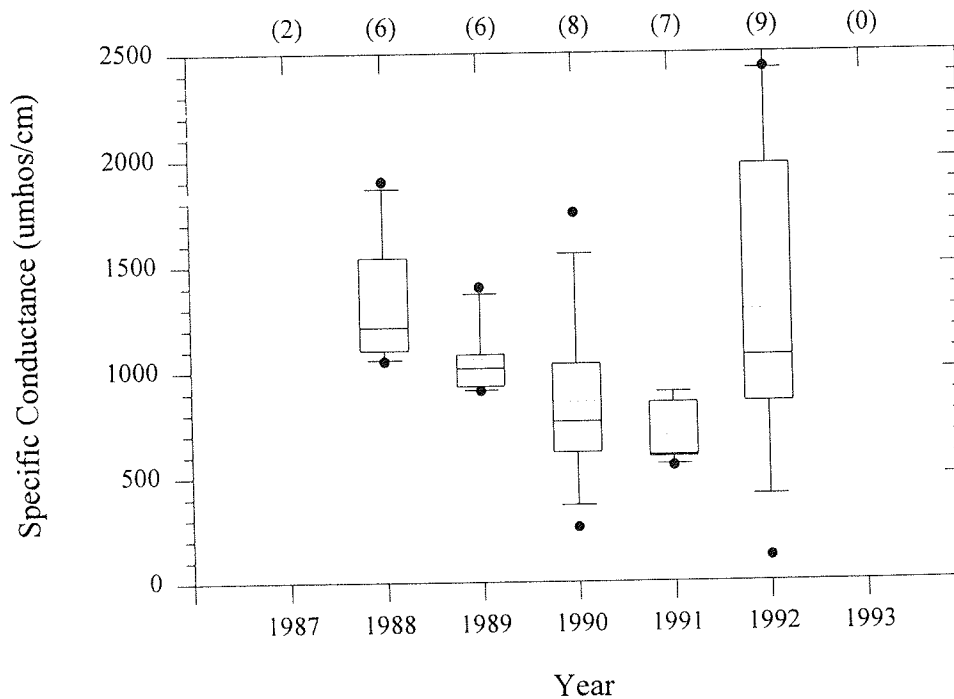 (2) (6) (6) (8) (7) (9) (0)
2500
2000
1500
1000
500
0
Specific Conductance (umhos/cm)
1987 1988 1989 1990 1991 1992 1993
Year